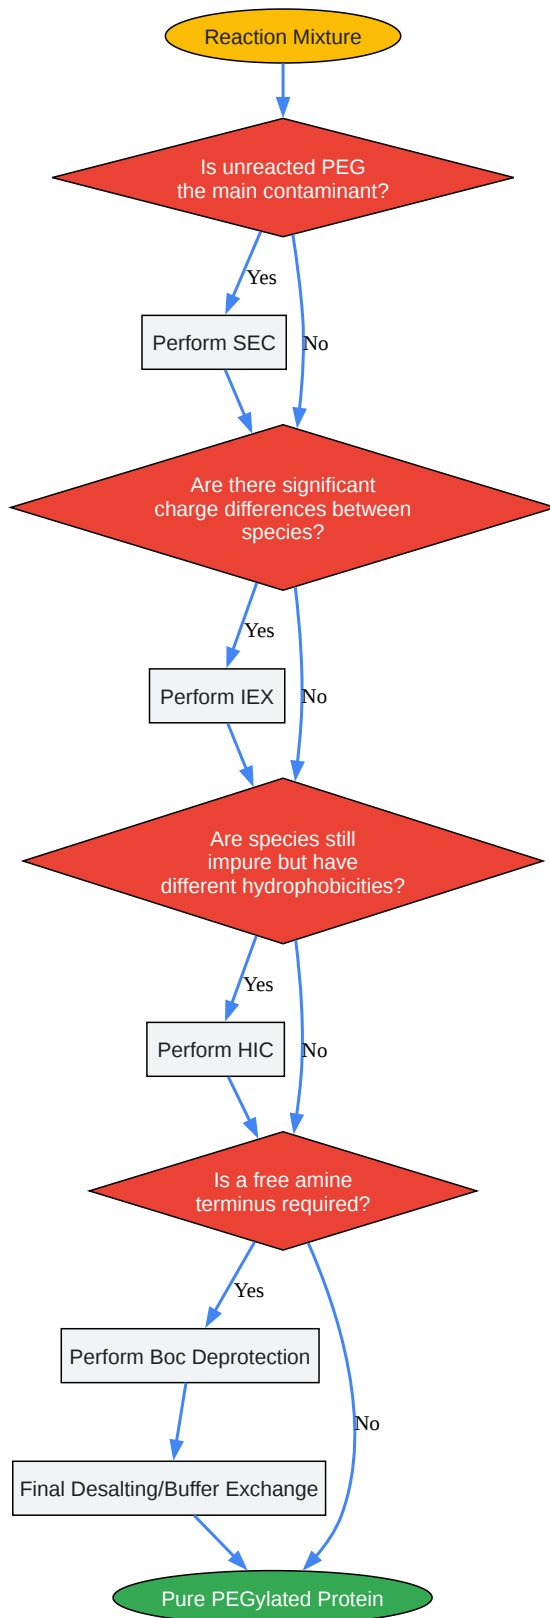 Reaction Mixture
Is unreacted PEG
the main contaminant?
Yes
Perform SEC
No
Are there significant
charge differences between
species?
Yes
Perform IEX
No
Are species still
impure but have
different hydrophobicities?
Yes
Perform HIC
No
Is a free amine
terminus required?
Yes
Perform Boc Deprotection
No
Final Desalting/Buffer Exchange
Pure PEGylated Protein